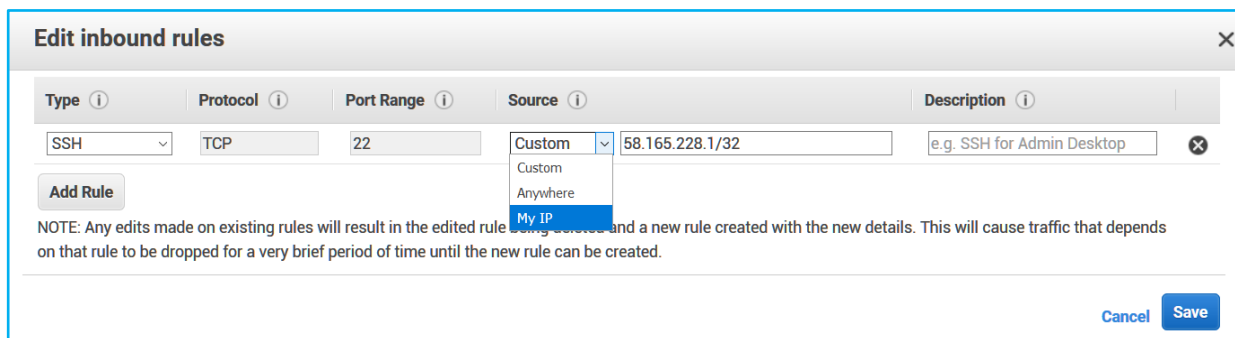 Edit inbound rules
Type Protocol Port Range Source Description
SSH TCP 22 Custom 58.165.228.1/32 e.g. SSH for Admin Desktop
Custom
Anywhere
My IP
Add Rule
NOTE: Any edits made on existing rules will result in the edited rule being deleted and a new rule created with the new details. This will cause traffic that depends
on that rule to be dropped for a very brief period of time until the new rule can be created.
Cancel Save